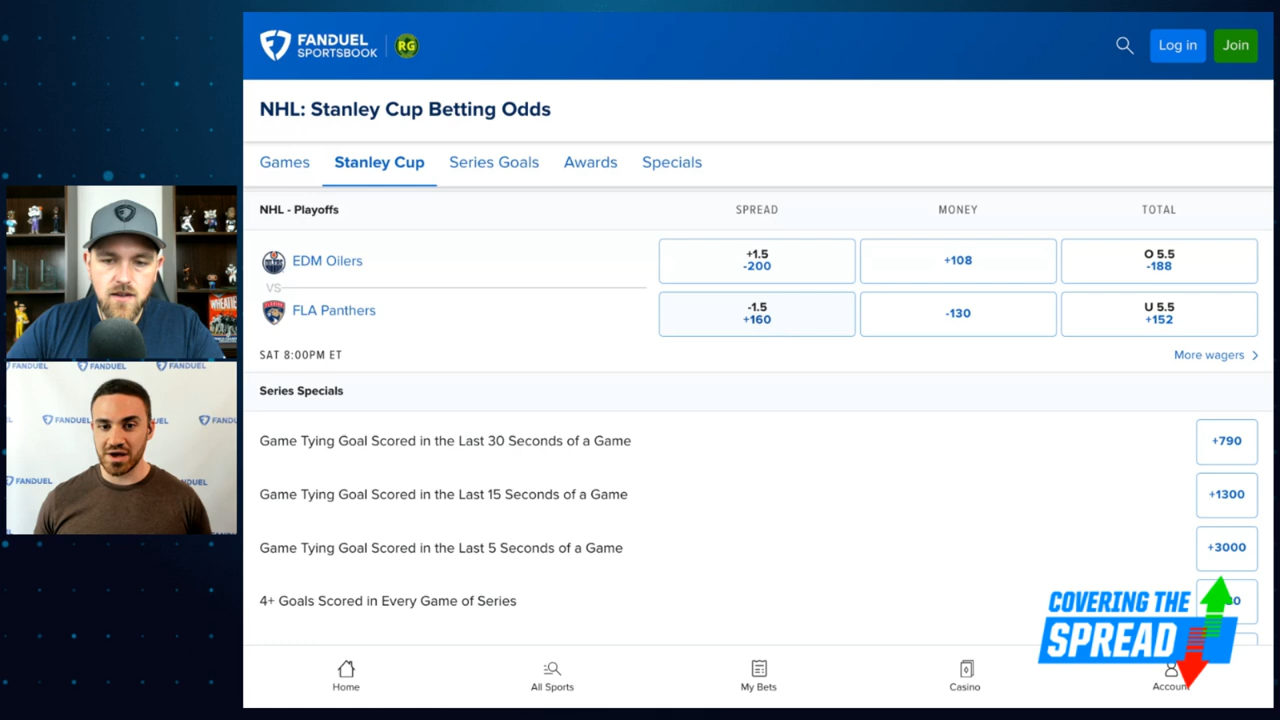 FANDUEL
SPORTSBOOK
RG
Log in
Join
NHL: Stanley Cup Betting Odds
Games Stanley Cup Series Goals Awards Specials
NHL - Playoffs SPREAD MONEY TOTAL
EDM Oilers
+1.5
-200
+108
O 5.5
-188
VS
FLA Panthers
-1.5
+160
-130
U 5.5
+152
SAT 8:00PM ET
More wagers
Series Specials
Game Tying Goal Scored in the Last 30 Seconds of a Game +790
Game Tying Goal Scored in the Last 15 Seconds of a Game +1300
Game Tying Goal Scored in the Last 5 Seconds of a Game +3000
4+ Goals Scored in Every Game of Series
COVERING THE
SPREAD
Home
All Sports
My Bets
Casino
Account
WHEATIES
FANDUEL FANDUEL
FANDUEL
FANDUEL